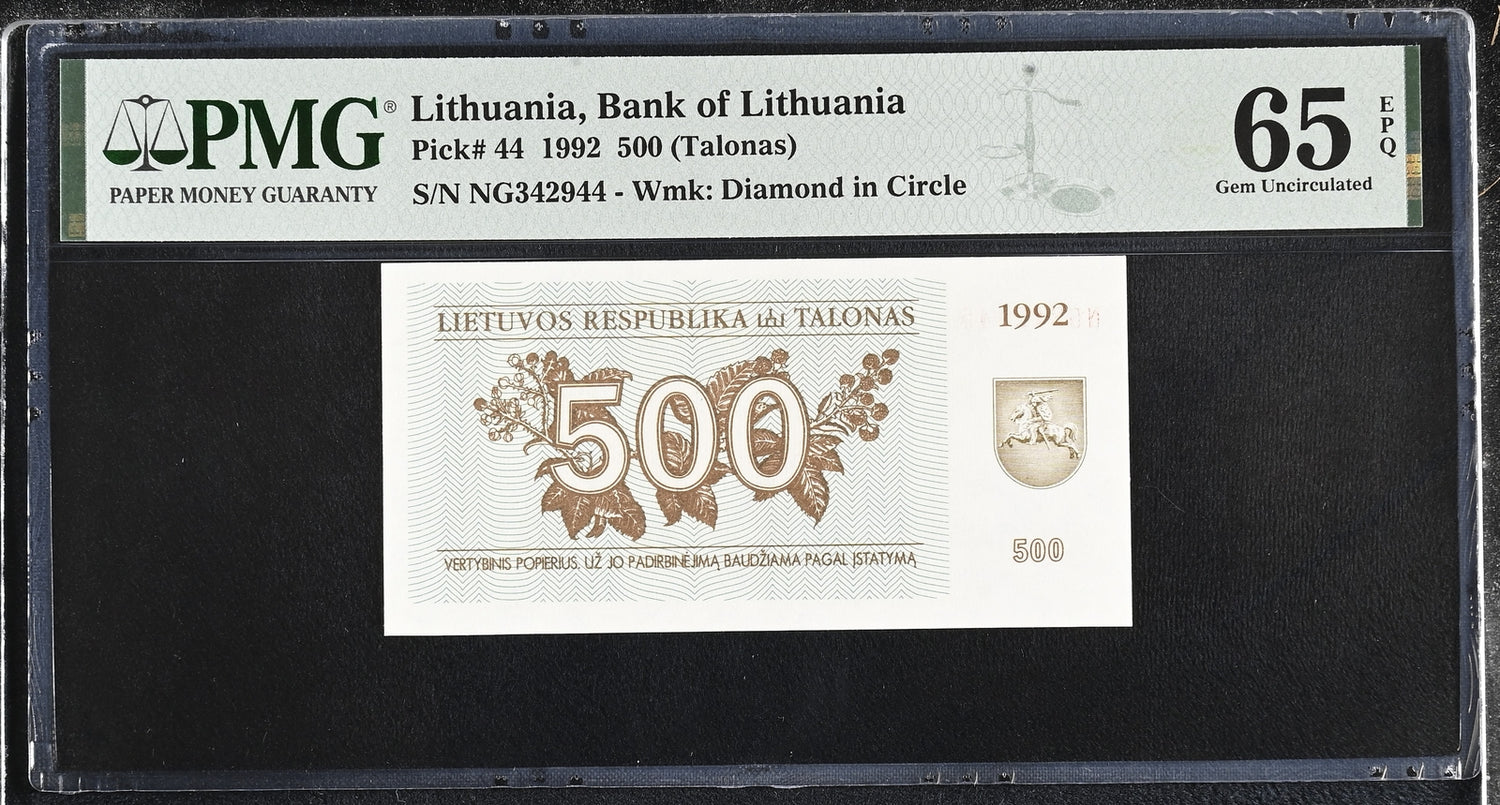 PMG®
PAPER MONEY GUARANTY
Lithuania, Bank of Lithuania
Pick# 44 1992 500 (Talonas)
S/N NG342944 - Wmk: Diamond in Circle
65
EPQ
Gem Uncirculated
LIETUVOS RESPUBLIKA TALONAS
1992
500
500
VERTYBINIS POPIERIUS. UŽ JO PADIRBINĖJIMĄ BAUDŽIAMA PAGAL ĮSTATYMĄ